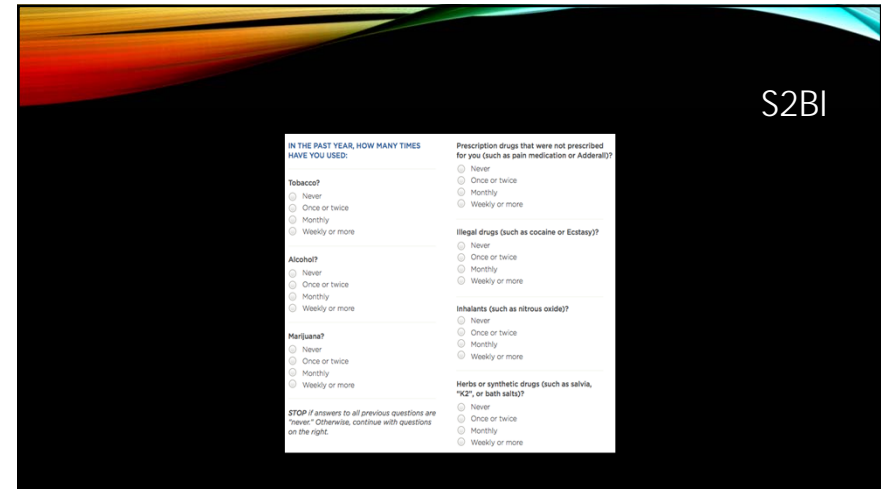 S2BI
IN THE PAST YEAR, HOW MANY TIMES
HAVE YOU USED:
Tobacco?
Never
Once or twice
Monthly
Weekly or more
Alcohol?
Never
Once or twice
Monthly
Weekly or more
Marijuana?
Never
Once or twice
Monthly
Weekly or more
STOP if answers to all previous questions are
"never." Otherwise, continue with questions
on the right.
Prescription drugs that were not prescribed
for you (such as pain medication or Adderall)?
Never
Once or twice
Monthly
Weekly or more
Illegal drugs (such as cocaine or Ecstasy)?
Never
Once or twice
Monthly
Weekly or more
Inhalants (such as nitrous oxide)?
Never
Once or twice
Monthly
Weekly or more
Herbs or synthetic drugs (such as salvia,
"K2", or bath salts)?
Never
Once or twice
Monthly
Weekly or more